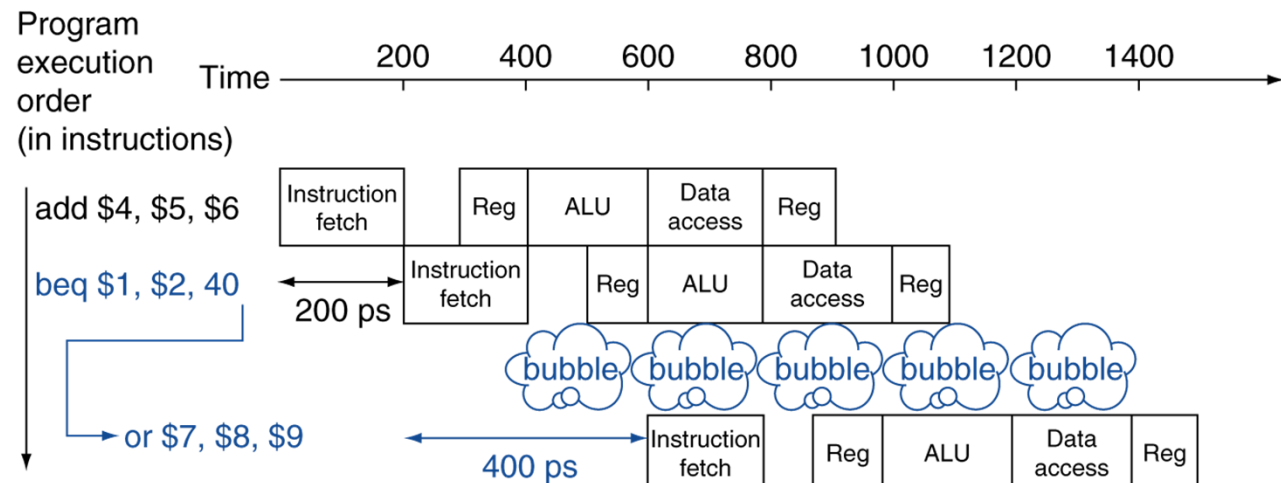 Program
execution
order
(in instructions)
Time
200 400 600 800 1000 1200 1400
add $4, $5, $6
Instruction
fetch
Reg
ALU
Data
access
Reg
beq $1, $2, 40
200 ps
Instruction
fetch
Reg
ALU
Data
access
Reg
bubble bubble bubble bubble bubble
or $7, $8, $9
400 ps
Instruction
fetch
Reg
ALU
Data
access
Reg